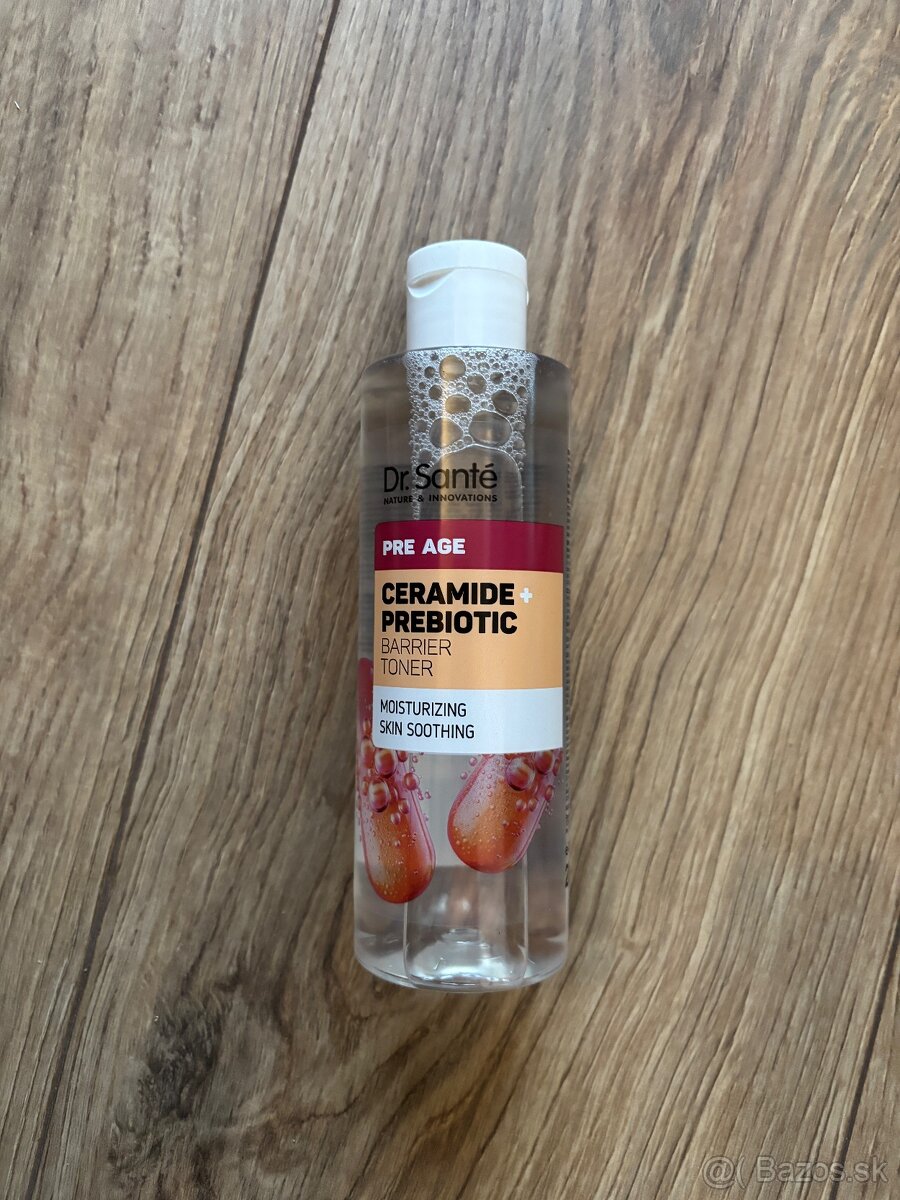 Dr. Santé
NATURE & INNOVATIONS
PRE AGE
CERAMIDE +
PREBIOTIC
BARRIER
TONER
MOISTURIZING
SKIN SOOTHING
@( Bazos.sk